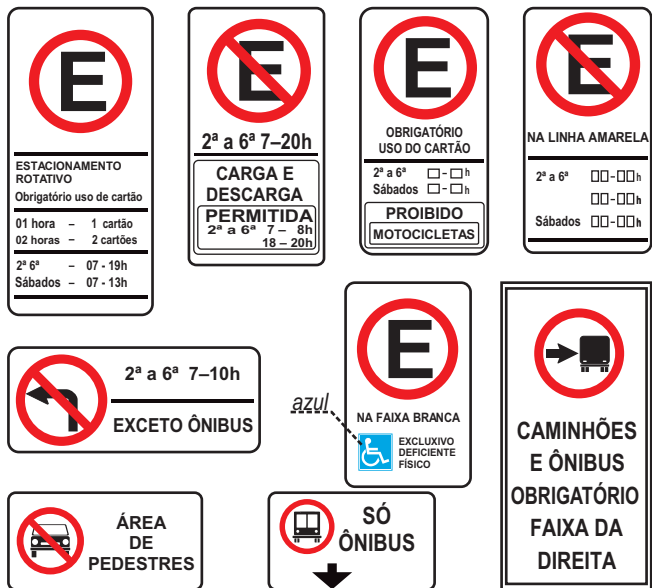 E
ESTACIONAMENTO
ROTATIVO
Obrigatório uso de cartão
01 hora – 1 cartão
02 horas – 2 cartões
2ª 6ª – 07 - 19h
Sábados – 07 - 13h
E
2ª a 6ª 7–20h
CARGA E
DESCARGA
PERMITIDA
2ª a 6ª 7 – 8h
18 – 20h
E
OBRIGATÓRIO
USO DO CARTÃO
2ª a 6ª □-□h
Sábados □-□h
PROIBIDO
MOTOCICLETAS
E
NA LINHA AMARELA
2ª a 6ª □□-□□h
□□-□□h
Sábados □□-□□h
2ª a 6ª 7–10h
EXCETO ÔNIBUS
azul
E
NA FAIXA BRANCA
EXCLUXIVO
DEFICIENTE
FÍSICO
CAMINHÕES
E ÔNIBUS
OBRIGATÓRIO
FAIXA DA
DIREITA
ÁREA
DE
PEDESTRES
SÓ
ÔNIBUS